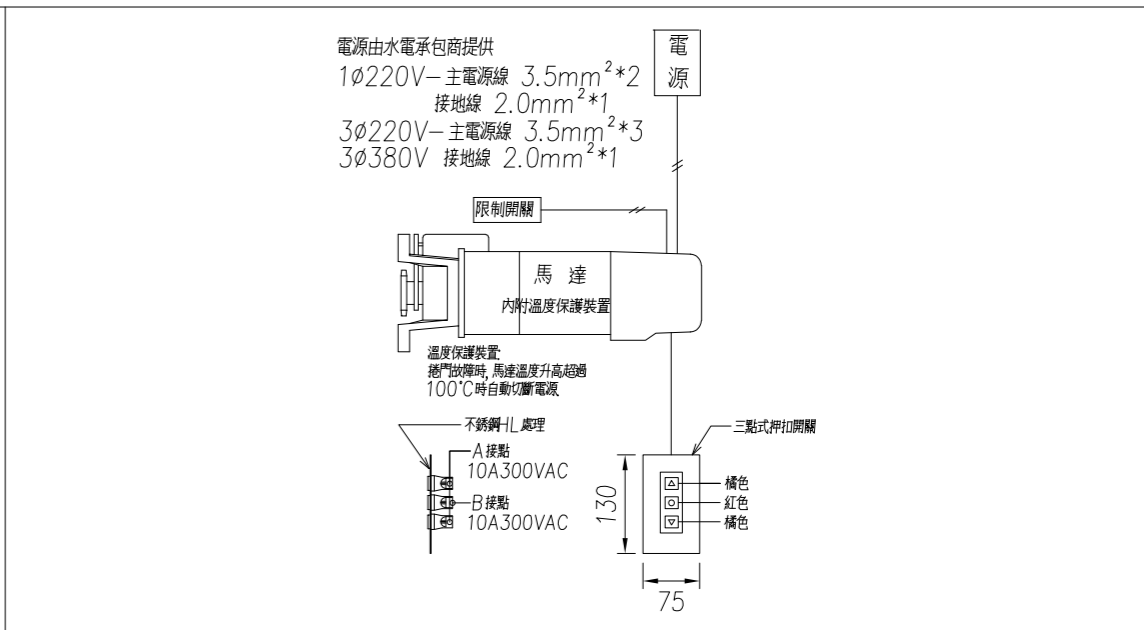 電源由水電承包商提供
1ø220V-主電源線 3.5mm²*2
接地線 2.0mm²*1
3ø220V-主電源線 3.5mm²*3
3ø380V 接地線 2.0mm²*1
電
源
限制開關
馬 達
內附溫度保護裝置
溫度保護裝置:
捲門故障時, 馬達溫度升高超過
100°C時自動切斷電源.
不銹鋼HL處理
A接點
10A300VAC
B接點
10A300VAC
三點式押扣開關
橘色
紅色
橘色
130
75